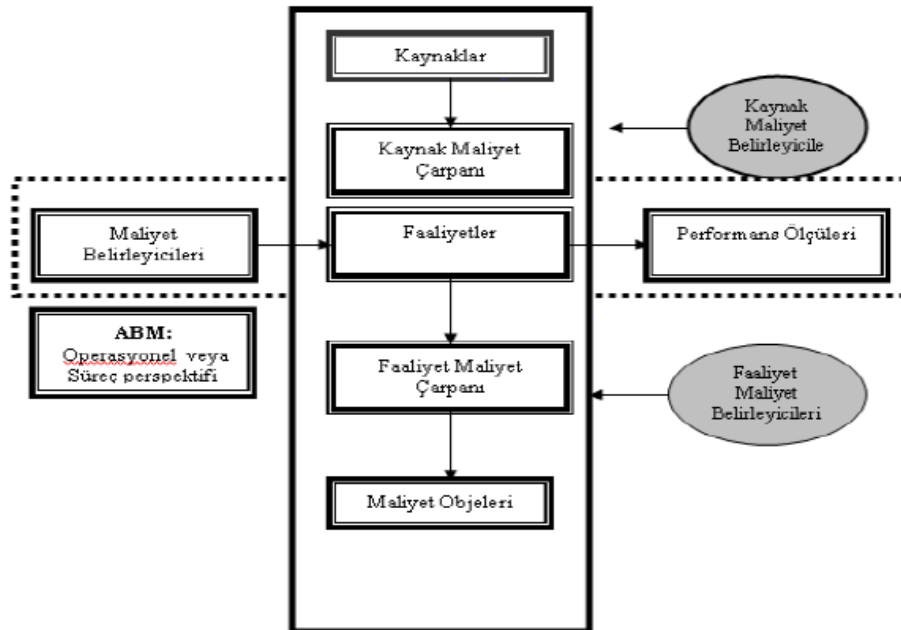 Kaynaklar
Kaynak
Maliyet
Belirleyicile
Kaynak Maliyet
Çarpanı
Maliyet
Belirleyicileri
Faaliyetler
Performans Ölçüleri
ABM:
Operasyonel veya
Süreç perspektifi
Faaliyet Maliyet
Çarpanı
Faaliyet
Maliyet
Belirleyicileri
Maliyet Objeleri